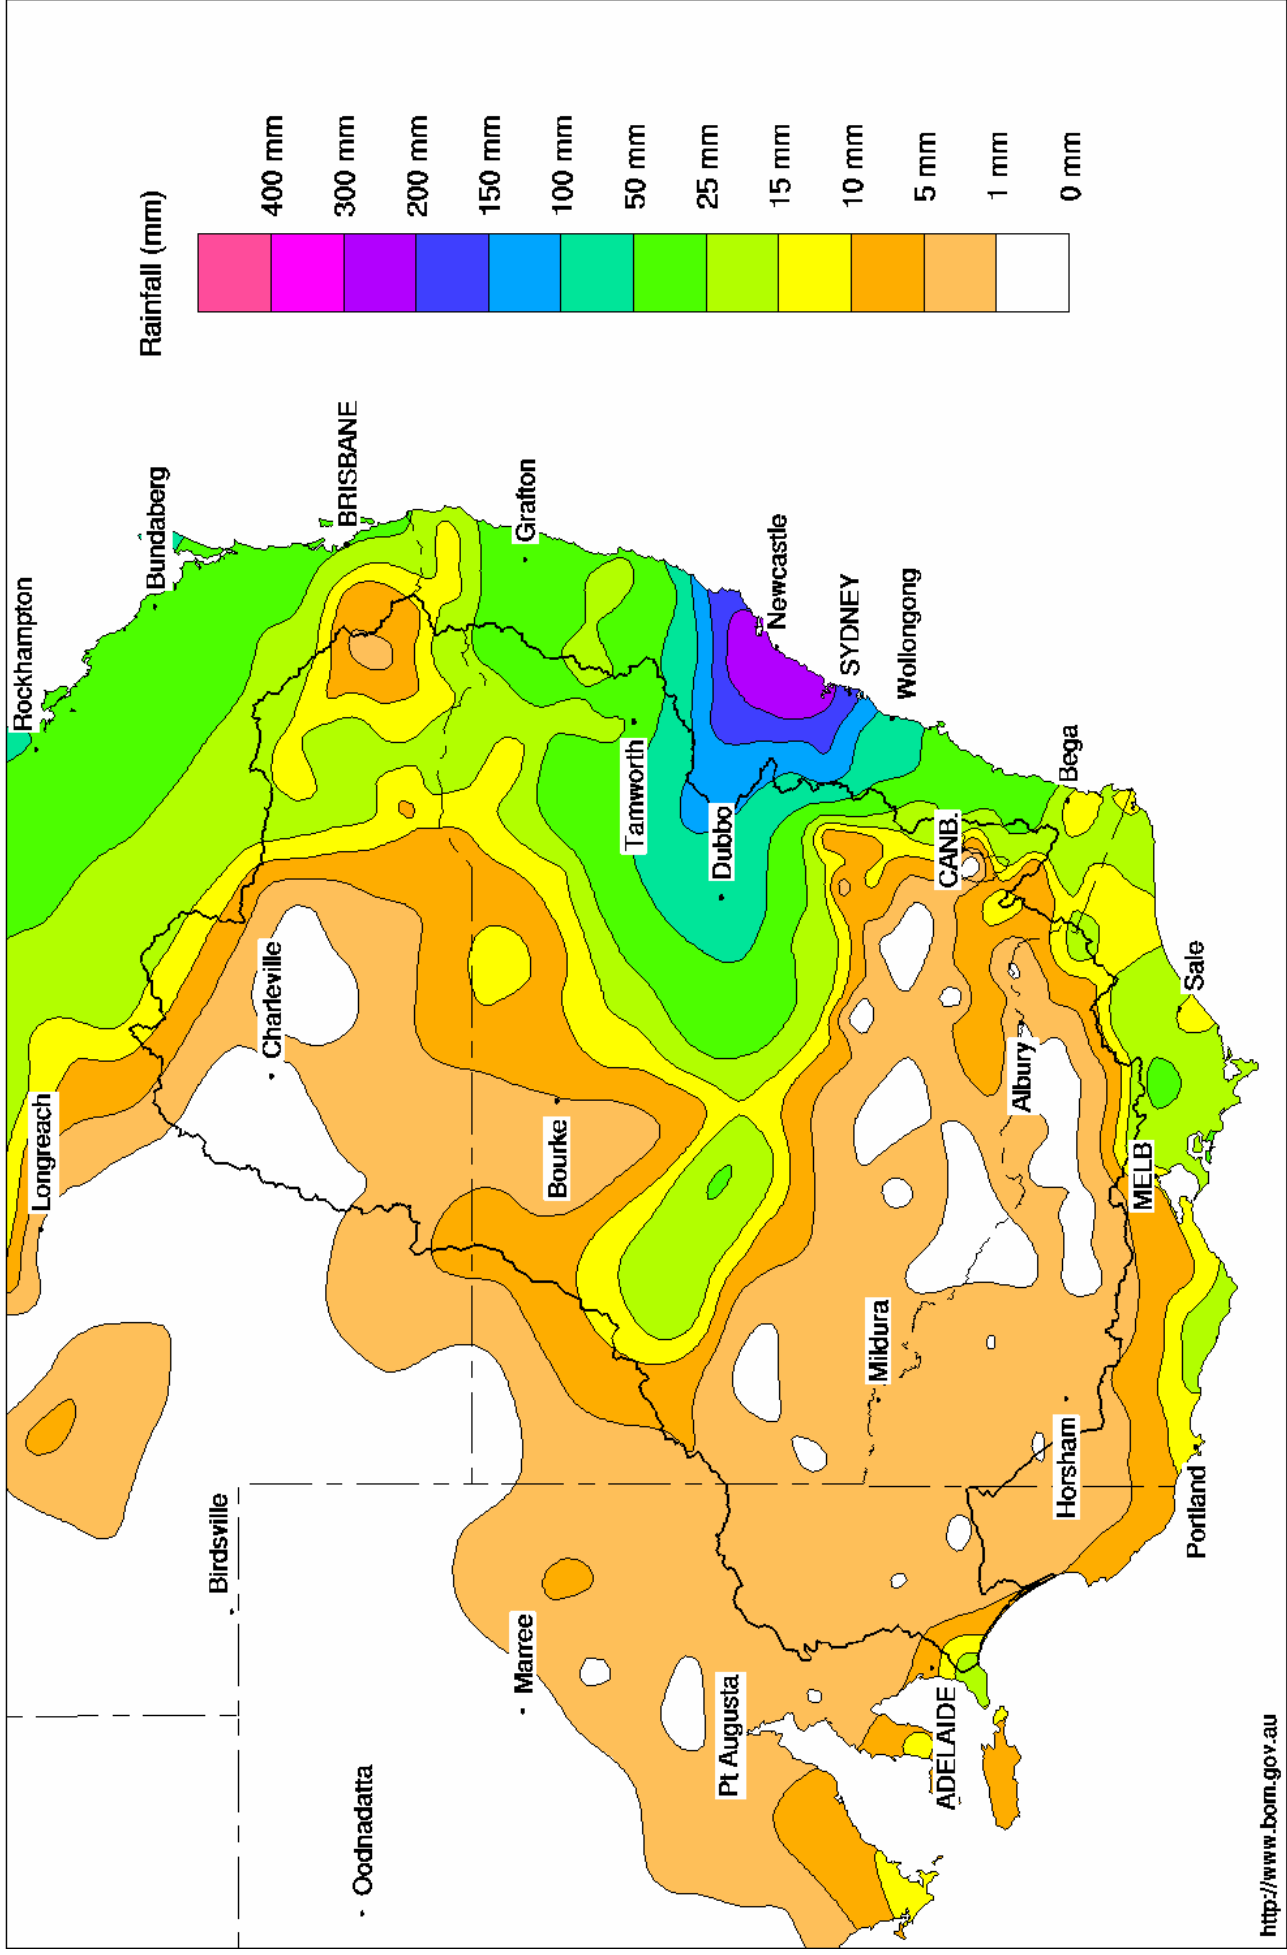 Rainfall (mm)
400 mm
300 mm
200 mm
150 mm
100 mm
50 mm
25 mm
15 mm
10 mm
5 mm
1 mm
0 mm
Rockhampton
Bundaberg
BRISBANE
Grafton
Newcastle
SYDNEY
Wollongong
Bega
Tamworth
Dubbo
CANB.
Charleville
Longreach
Bourke
Albury
Sale
MELB
Mildura
Horsham
Portland
Birdsville
Marree
Pt Augusta
ADELAIDE
Oodnadatta
http://www.bom.gov.au